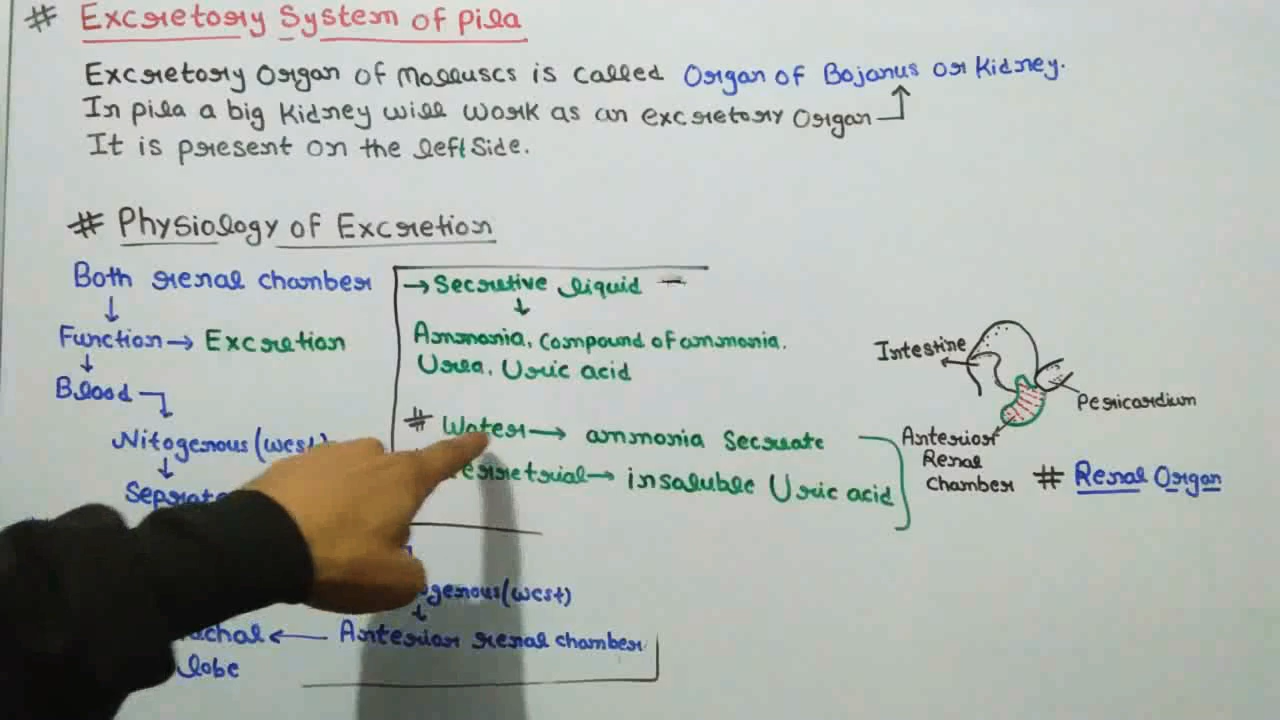 # Excretory System of pila
Excretory Organ of Molluscs is called Organ of Bojanus or Kidney.
In pila a big Kidney will work as an excretory Organ
It is present on the left Side.
# Physiology of Excretion
Both renal chamber
↓
Function → Excretion
↓
Blood
Nitogenous (west)
↓
Seprate
→ Secretive liquid -
↓
Ammonia, Compound of ammonia.
Urea, Uric acid
# Water → ammonia Secreate
→ insaluble Uric acid
(west)
↓
← Anterior renal chamber
lobe
Intestine
Pericardium
Anterior
Renal
Chamber
# Renal Organ